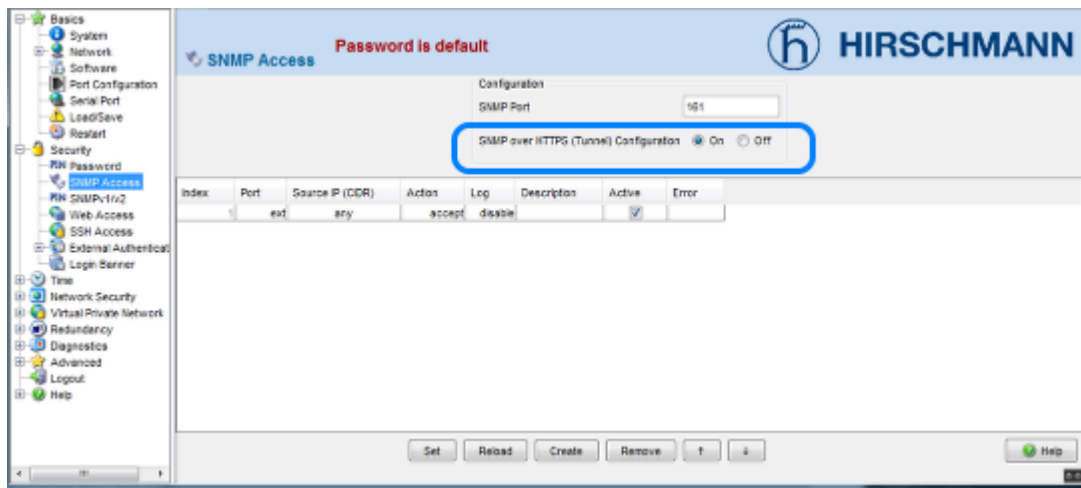 Basics
System
Network
Software
Port Configuration
Serial Port
Load/Save
Restart
Security
Password
SNMP Access
SNMPv1/v2
Web Access
SSH Access
External Authenticat
Login Banner
Time
Network Security
Virtual Private Network
Redundancy
Diagnostics
Advanced
Logout
Help
SNMP Access
Password is default
HIRSCHMANN
Configuration
SNMP Port 161
SNMP over HTTPS (Tunnel) Configuration On Off
Index Port Source IP (CIDR) Action Log Description Active Error
1 ext any accept disable
Set Reload Create Remove Help